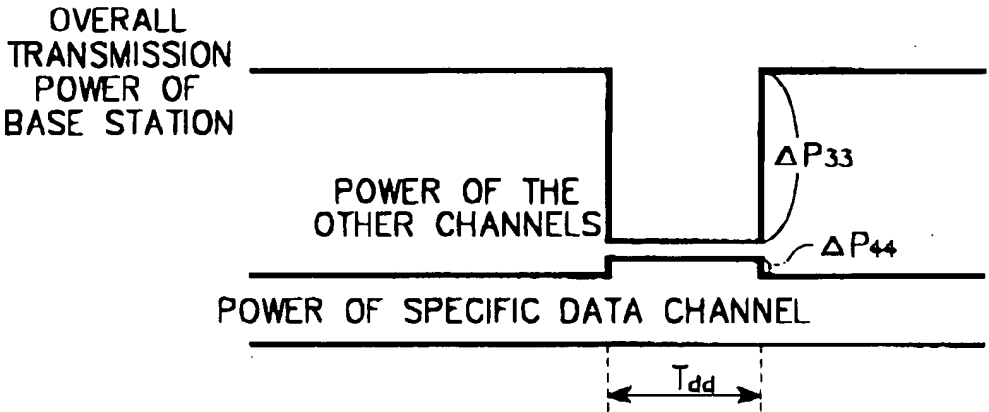 OVERALL
TRANSMISSION
POWER OF
BASE STATION
ΔP33
POWER OF THE
OTHER CHANNELS
ΔP44
POWER OF SPECIFIC DATA CHANNEL
Tdd